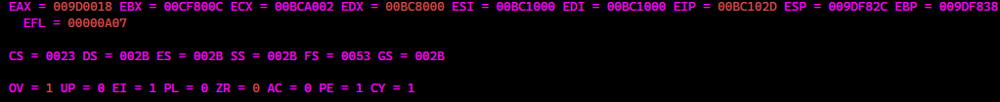 EAX = 009D0018 EBX = 00CF800C ECX = 00BCA002 EDX = 00BC8000 ESI = 00BC1000 EDI = 00BC1000 EIP = 00BC102D ESP = 009DF82C EBP = 009DF838
EFL = 00000A07
CS = 0023 DS = 002B ES = 002B SS = 002B FS = 0053 GS = 002B
OV = 1 UP = 0 EI = 1 PL = 0 ZR = 0 AC = 0 PE = 1 CY = 1